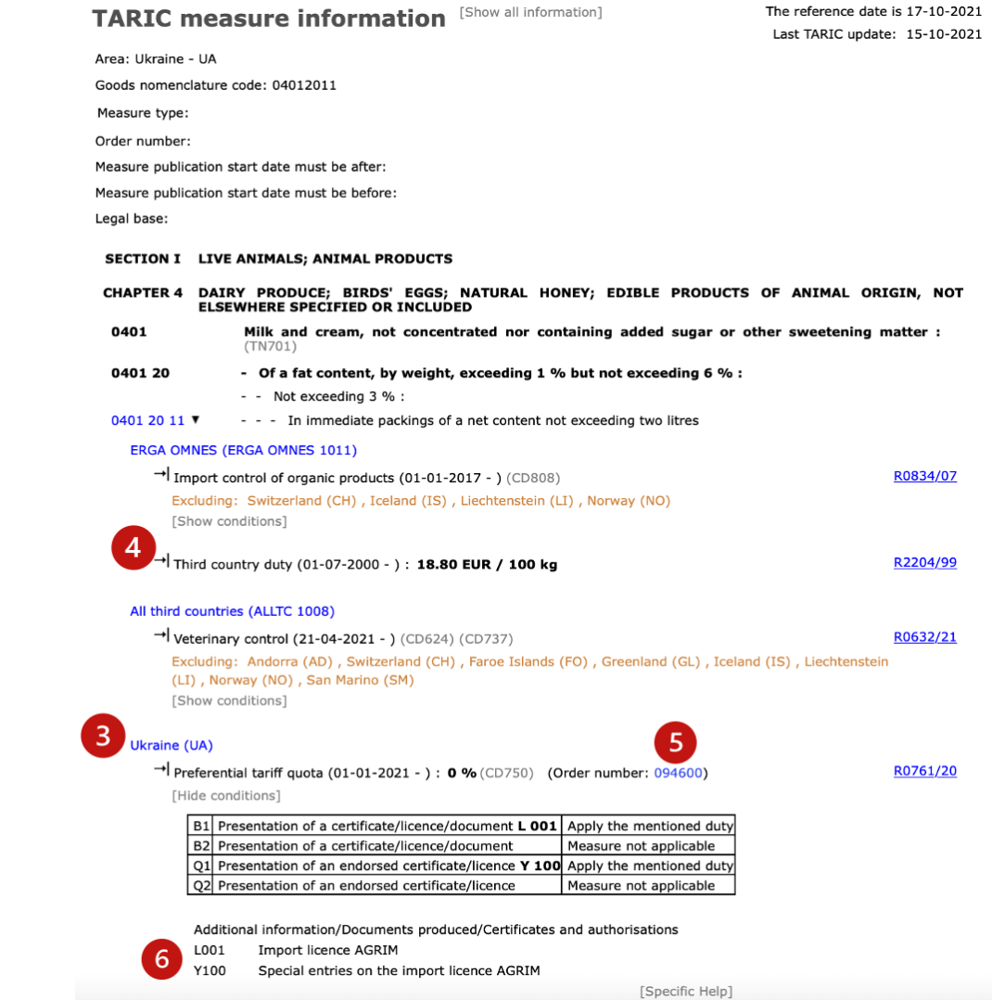 TARIC measure information [Show all information]
The reference date is 17-10-2021
Last TARIC update: 15-10-2021
Area: Ukraine - UA
Goods nomenclature code: 04012011
Measure type:
Order number:
Measure publication start date must be after:
Measure publication start date must be before:
Legal base:
SECTION I LIVE ANIMALS; ANIMAL PRODUCTS
CHAPTER 4 DAIRY PRODUCE; BIRDS' EGGS; NATURAL HONEY; EDIBLE PRODUCTS OF ANIMAL ORIGIN, NOT
ELSEWHERE SPECIFIED OR INCLUDED
0401 Milk and cream, not concentrated nor containing added sugar or other sweetening matter :
(TN701)
0401 20 - Of a fat content, by weight, exceeding 1 % but not exceeding 6 % :
- - Not exceeding 3 % :
0401 20 11 ▼ - - - In immediate packings of a net content not exceeding two litres
ERGA OMNES (ERGA OMNES 1011)
Import control of organic products (01-01-2017 - ) (CD808) R0834/07
Excluding: Switzerland (CH) , Iceland (IS) , Liechtenstein (LI) , Norway (NO)
[Show conditions]
4
Third country duty (01-07-2000 - ) : 18.80 EUR / 100 kg R2204/99
All third countries (ALLTC 1008)
Veterinary control (21-04-2021 - ) (CD624) (CD737) R0632/21
Excluding: Andorra (AD) , Switzerland (CH) , Faroe Islands (FO) , Greenland (GL) , Iceland (IS) , Liechtenstein
(LI) , Norway (NO) , San Marino (SM)
[Show conditions]
3 Ukraine (UA)
5
Preferential tariff quota (01-01-2021 - ) : 0 % (CD750) (Order number: 094600) R0761/20
[Hide conditions]
B1 Presentation of a certificate/licence/document L 001 Apply the mentioned duty
B2 Presentation of a certificate/licence/document Measure not applicable
Q1 Presentation of an endorsed certificate/licence Y 100 Apply the mentioned duty
Q2 Presentation of an endorsed certificate/licence Measure not applicable
Additional information/Documents produced/Certificates and authorisations
6
L001 Import licence AGRIM
Y100 Special entries on the import licence AGRIM
[Specific Help]